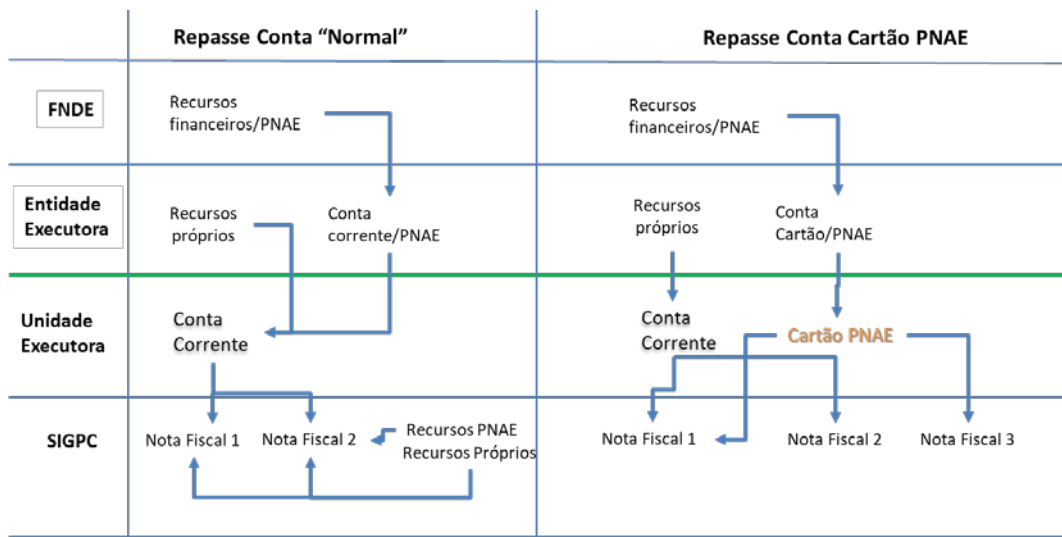 Repasse Conta “Normal”
Repasse Conta Cartão PNAE
FNDE
Recursos
financeiros/PNAE
Recursos
financeiros/PNAE
Entidade
Executora
Recursos
próprios
Conta
corrente/PNAE
Recursos
próprios
Conta
Cartão/PNAE
Unidade
Executora
Conta
Corrente
Conta
Corrente
Cartão PNAE
SIGPC
Nota Fiscal 1
Nota Fiscal 2
Recursos PNAE
Recursos Próprios
Nota Fiscal 1
Nota Fiscal 2
Nota Fiscal 3